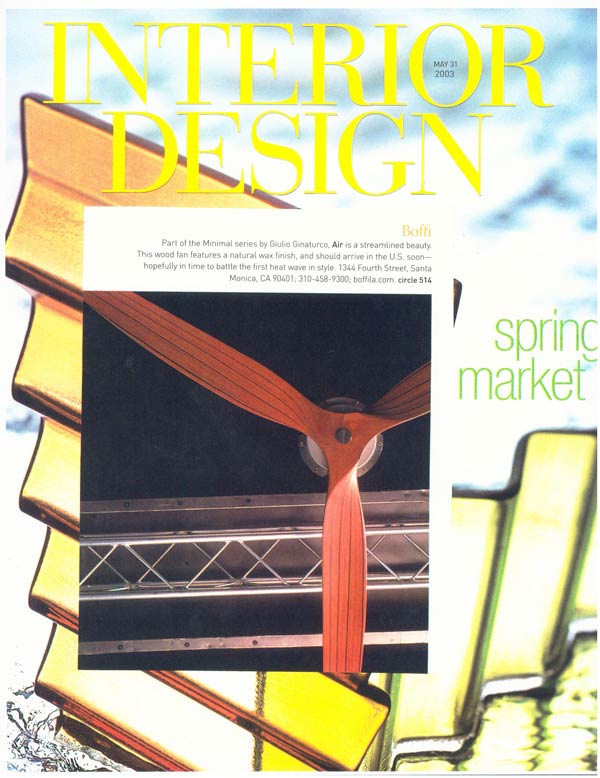 INTERIOR
MAY 31
2003
DESIGN
Boffi
Part of the Minimal series by Giulio Ginaturco, Air is a streamlined beauty.
This wood fan features a natural wax finish, and should arrive in the U.S. soon—
hopefully in time to battle the first heat wave in style. 1344 Fourth Street, Santa
Monica, CA 90401; 310-458-9300; boffila.com. circle 514
spring
market